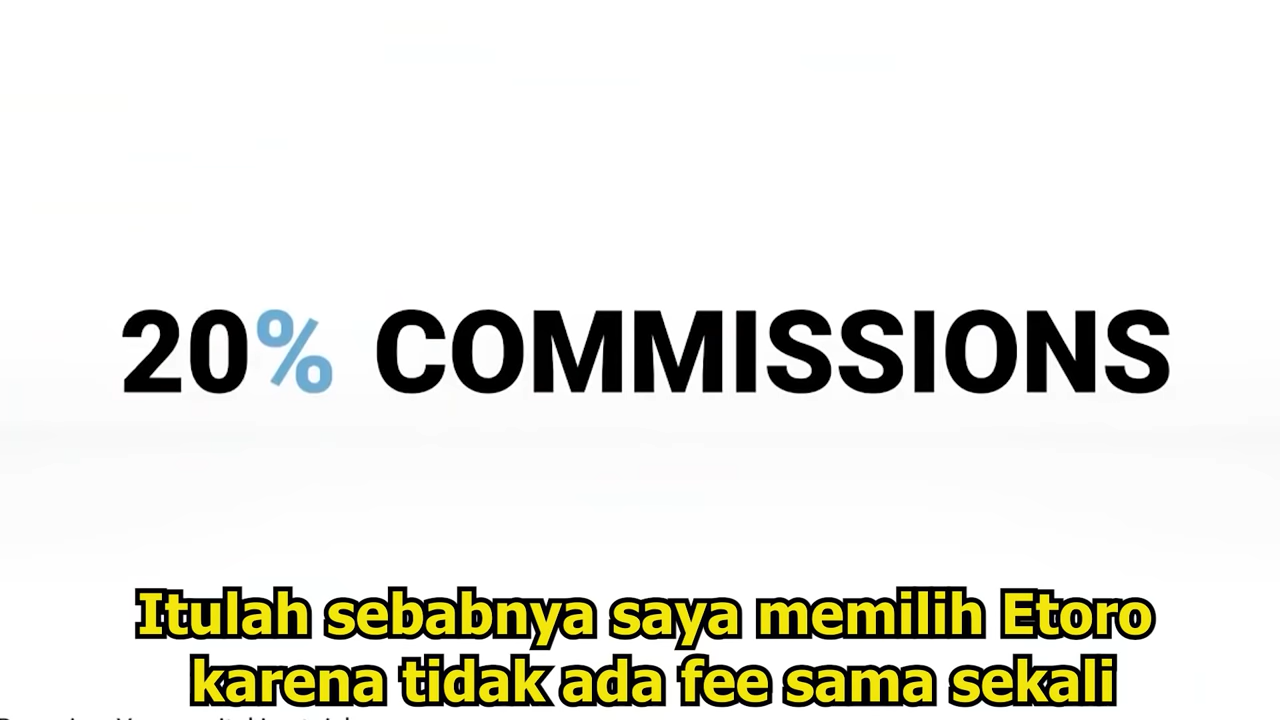 20% COMMISSIONS
Itulah sebabnya saya memilih Etoro
karena tidak ada fee sama sekali